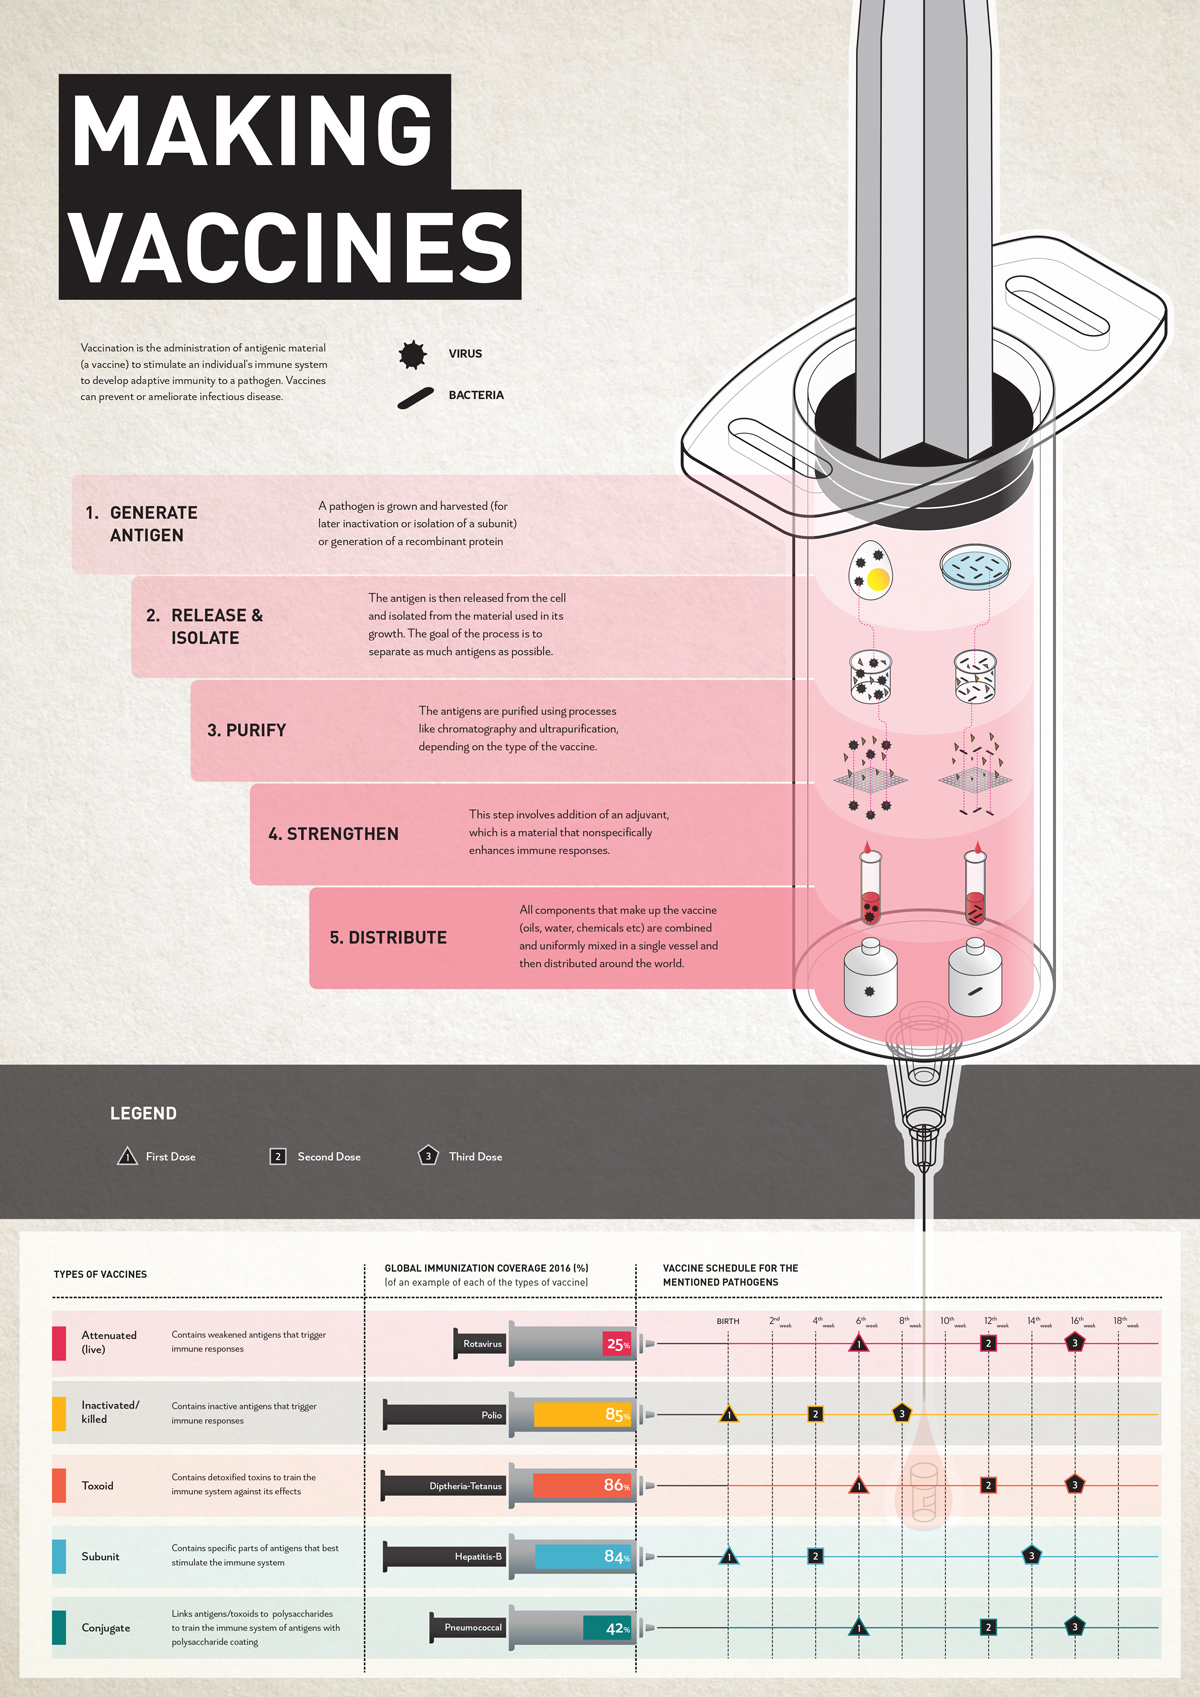 MAKING
VACCINES
Vaccination is the administration of antigenic material
(a vaccine) to stimulate an individual's immune system
to develop adaptive immunity to a pathogen. Vaccines
can prevent or ameliorate infectious disease.
VIRUS
BACTERIA
1. GENERATE
ANTIGEN
A pathogen is grown and harvested (for
later inactivation or isolation of a subunit)
or generation of a recombinant protein
2. RELEASE &
ISOLATE
The antigen is then released from the cell
and isolated from the material used in its
growth. The goal of the process is to
separate as much antigens as possible.
3. PURIFY
The antigens are purified using processes
like chromatography and ultrapurification,
depending on the type of the vaccine.
4. STRENGTHEN
This step involves addition of an adjuvant,
which is a material that nonspecifically
enhances immune responses.
5. DISTRIBUTE
All components that make up the vaccine
(oils, water, chemicals etc) are combined
and uniformly mixed in a single vessel and
then distributed around the world.
LEGEND
1 First Dose
2 Second Dose
3 Third Dose
TYPES OF VACCINES
GLOBAL IMMUNIZATION COVERAGE 2016 (%)
(of an example of each of the types of vaccine)
VACCINE SCHEDULE FOR THE
MENTIONED PATHOGENS
BIRTH 2nd week 4th week 6th week 8th week 10th week 12th week 14th week 16th week 18th week
Attenuated
(live)
Contains weakened antigens that trigger
immune responses
Rotavirus
25%
1 2 3
Inactivated/
killed
Contains inactive antigens that trigger
immune responses
Polio
85%
1 2 3
Toxoid
Contains detoxified toxins to train the
immune system against its effects
Diptheria-Tetanus
86%
1 2 3
Subunit
Contains specific parts of antigens that best
stimulate the immune system
Hepatitis-B
84%
1 2 3
Conjugate
Links antigens/toxoids to polysaccharides
to train the immune system of antigens with
polysaccharide coating
Pneumococcal
42%
1 2 3